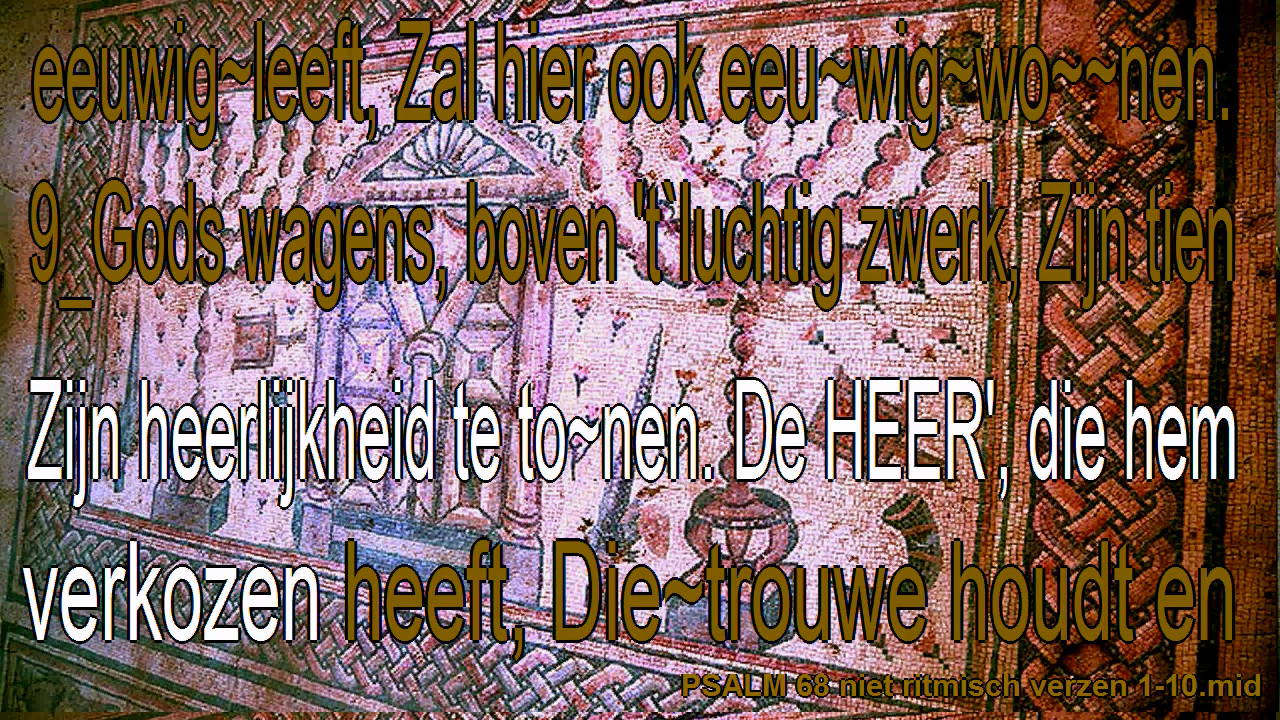 eeuwig~leeft, Zal hier ook eeu~wig~wo~~nen.
9_Gods wagens, boven 't`luchtig zwerk, Zijn tien
Zijn heerlijkheid te to~nen. De HEER', die hem
verkozen heeft, Die~trouwe houdt en
PSALM 68 niet ritmisch verzen 1-10.mid